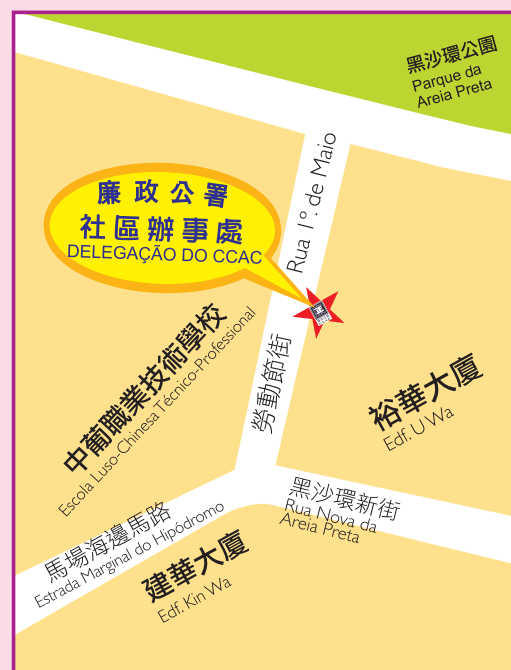 黑沙環公園
Parque da
Areia Preta
Rua 1º. de Maio
勞動節街
廉政公署
社區辦事處
DELEGAÇÃO DO CCAC
中葡職業技術學校
Escola Luso-Chinesa Técnico-Professional
裕華大廈
Edf. U Wa
黑沙環新街
Rua Nova da
Areia Preta
馬場海邊馬路
Estrada Marginal do Hipódromo
建華大廈
Edf. Kin Wa